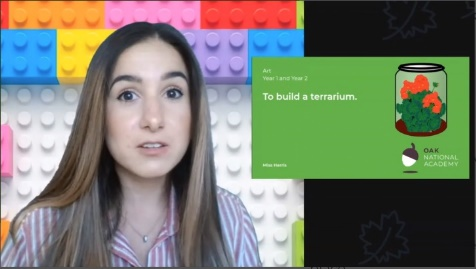 Art
Year 1 and Year 2
To build a terrarium.
Miss Harris
OAK
NATIONAL
ACADEMY